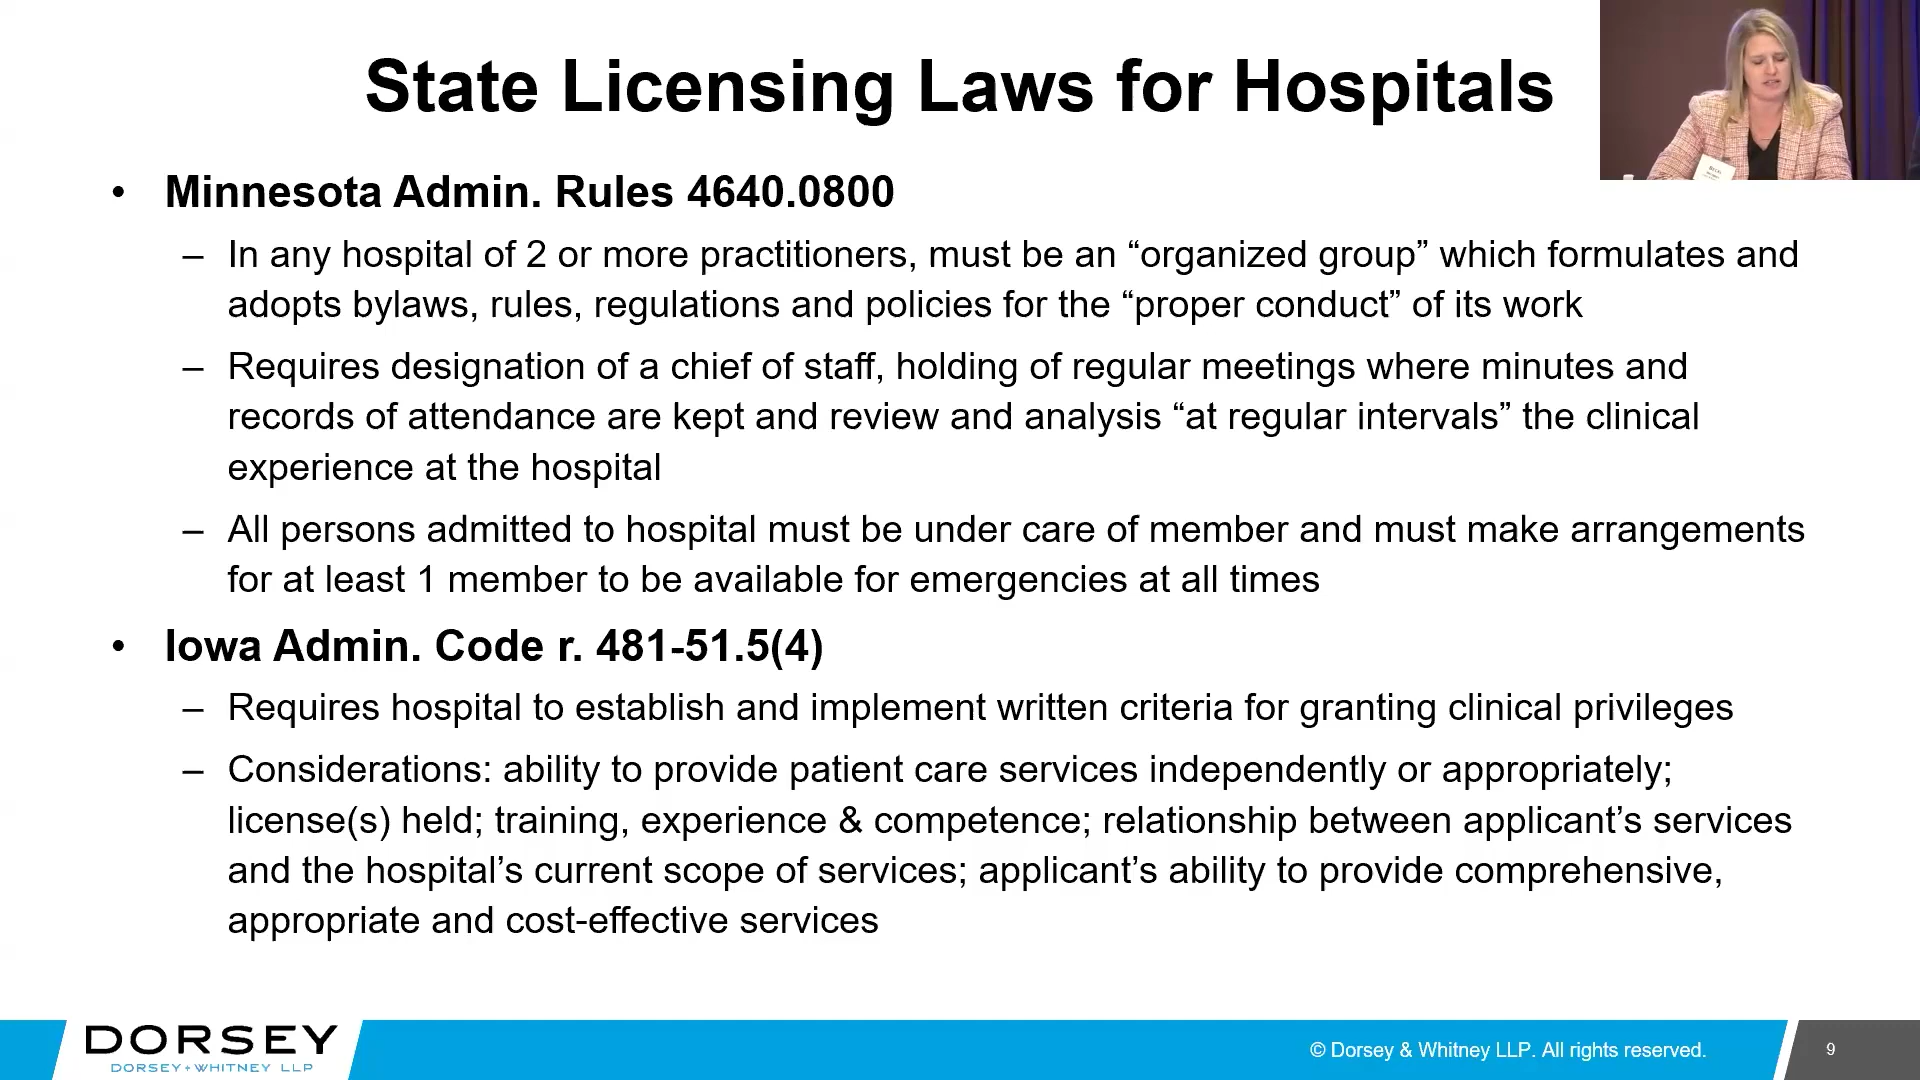 State Licensing Laws for Hospitals
• Minnesota Admin. Rules 4640.0800
– In any hospital of 2 or more practitioners, must be an “organized group” which formulates and
adopts bylaws, rules, regulations and policies for the “proper conduct” of its work
– Requires designation of a chief of staff, holding of regular meetings where minutes and
records of attendance are kept and review and analysis “at regular intervals” the clinical
experience at the hospital
– All persons admitted to hospital must be under care of member and must make arrangements
for at least 1 member to be available for emergencies at all times
• Iowa Admin. Code r. 481-51.5(4)
– Requires hospital to establish and implement written criteria for granting clinical privileges
– Considerations: ability to provide patient care services independently or appropriately;
license(s) held; training, experience & competence; relationship between applicant’s services
and the hospital’s current scope of services; applicant’s ability to provide comprehensive,
appropriate and cost-effective services
DORSEY
DORSEY+WHITNEY LLP
© Dorsey & Whitney LLP. All rights reserved.
9